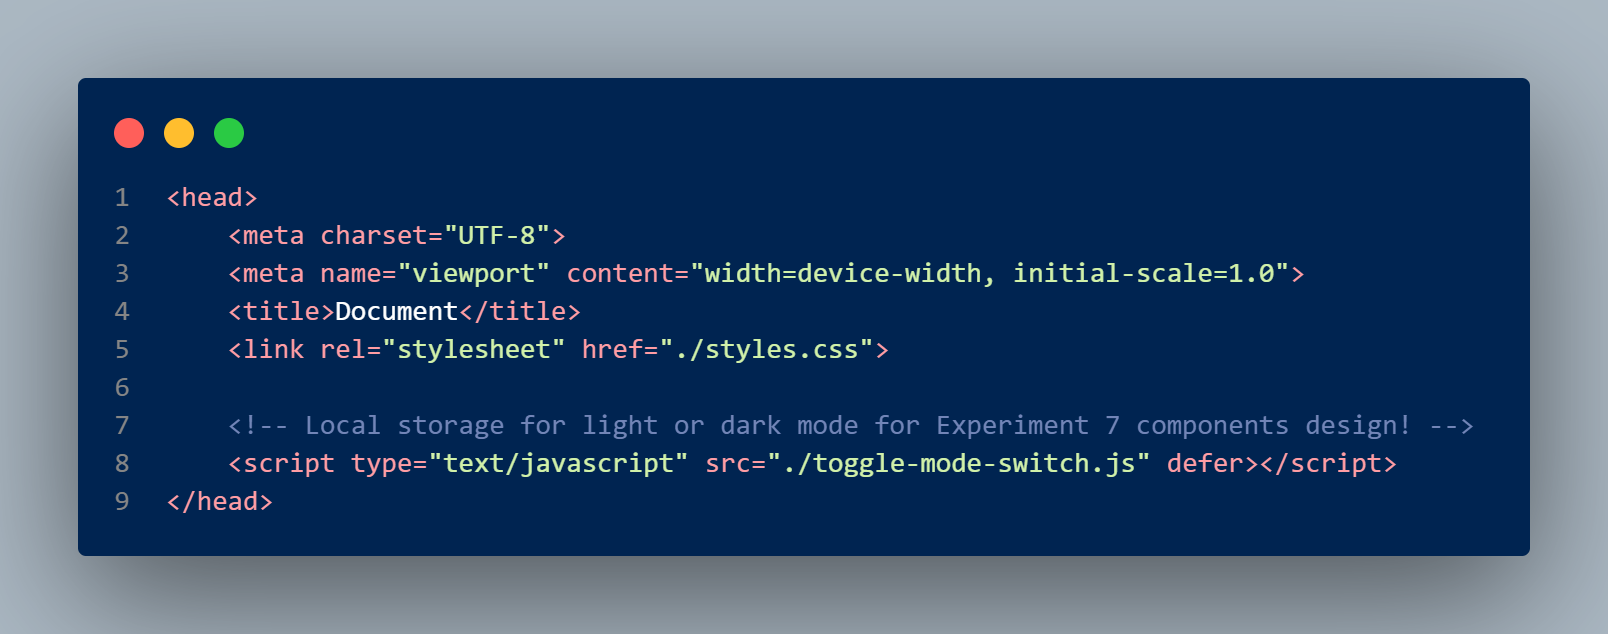 1 <head>
2 <meta charset="UTF-8">
3 <meta name="viewport" content="width=device-width, initial-scale=1.0">
4 <title>Document</title>
5 <link rel="stylesheet" href="./styles.css">
6
7 <!-- Local storage for light or dark mode for Experiment 7 components design! -->
8 <script type="text/javascript" src="./toggle-mode-switch.js" defer></script>
9 </head>